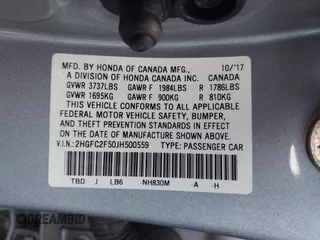 MFD. BY HONDA OF CANADA MFG., 10/'17
A DIVISION OF HONDA CANADA INC. CANADA
GVWR 3737LBS GAWR F 1984LBS R 1786LBS
GVWR 1695KG GAWR F 900KG R 810KG
THIS VEHICLE CONFORMS TO ALL APPLICABLE
FEDERAL MOTOR VEHICLE SAFETY, BUMPER,
AND THEFT PREVENTION STANDARDS IN
EFFECT ON THE DATE OF
MANUFACTURE SHOWN ABOVE.
V.I.N.: 2HGFC2F50JH500559 TYPE: PASSENGER CAR
TBD J LB6 NH830M -A -H
BIDHISTORY